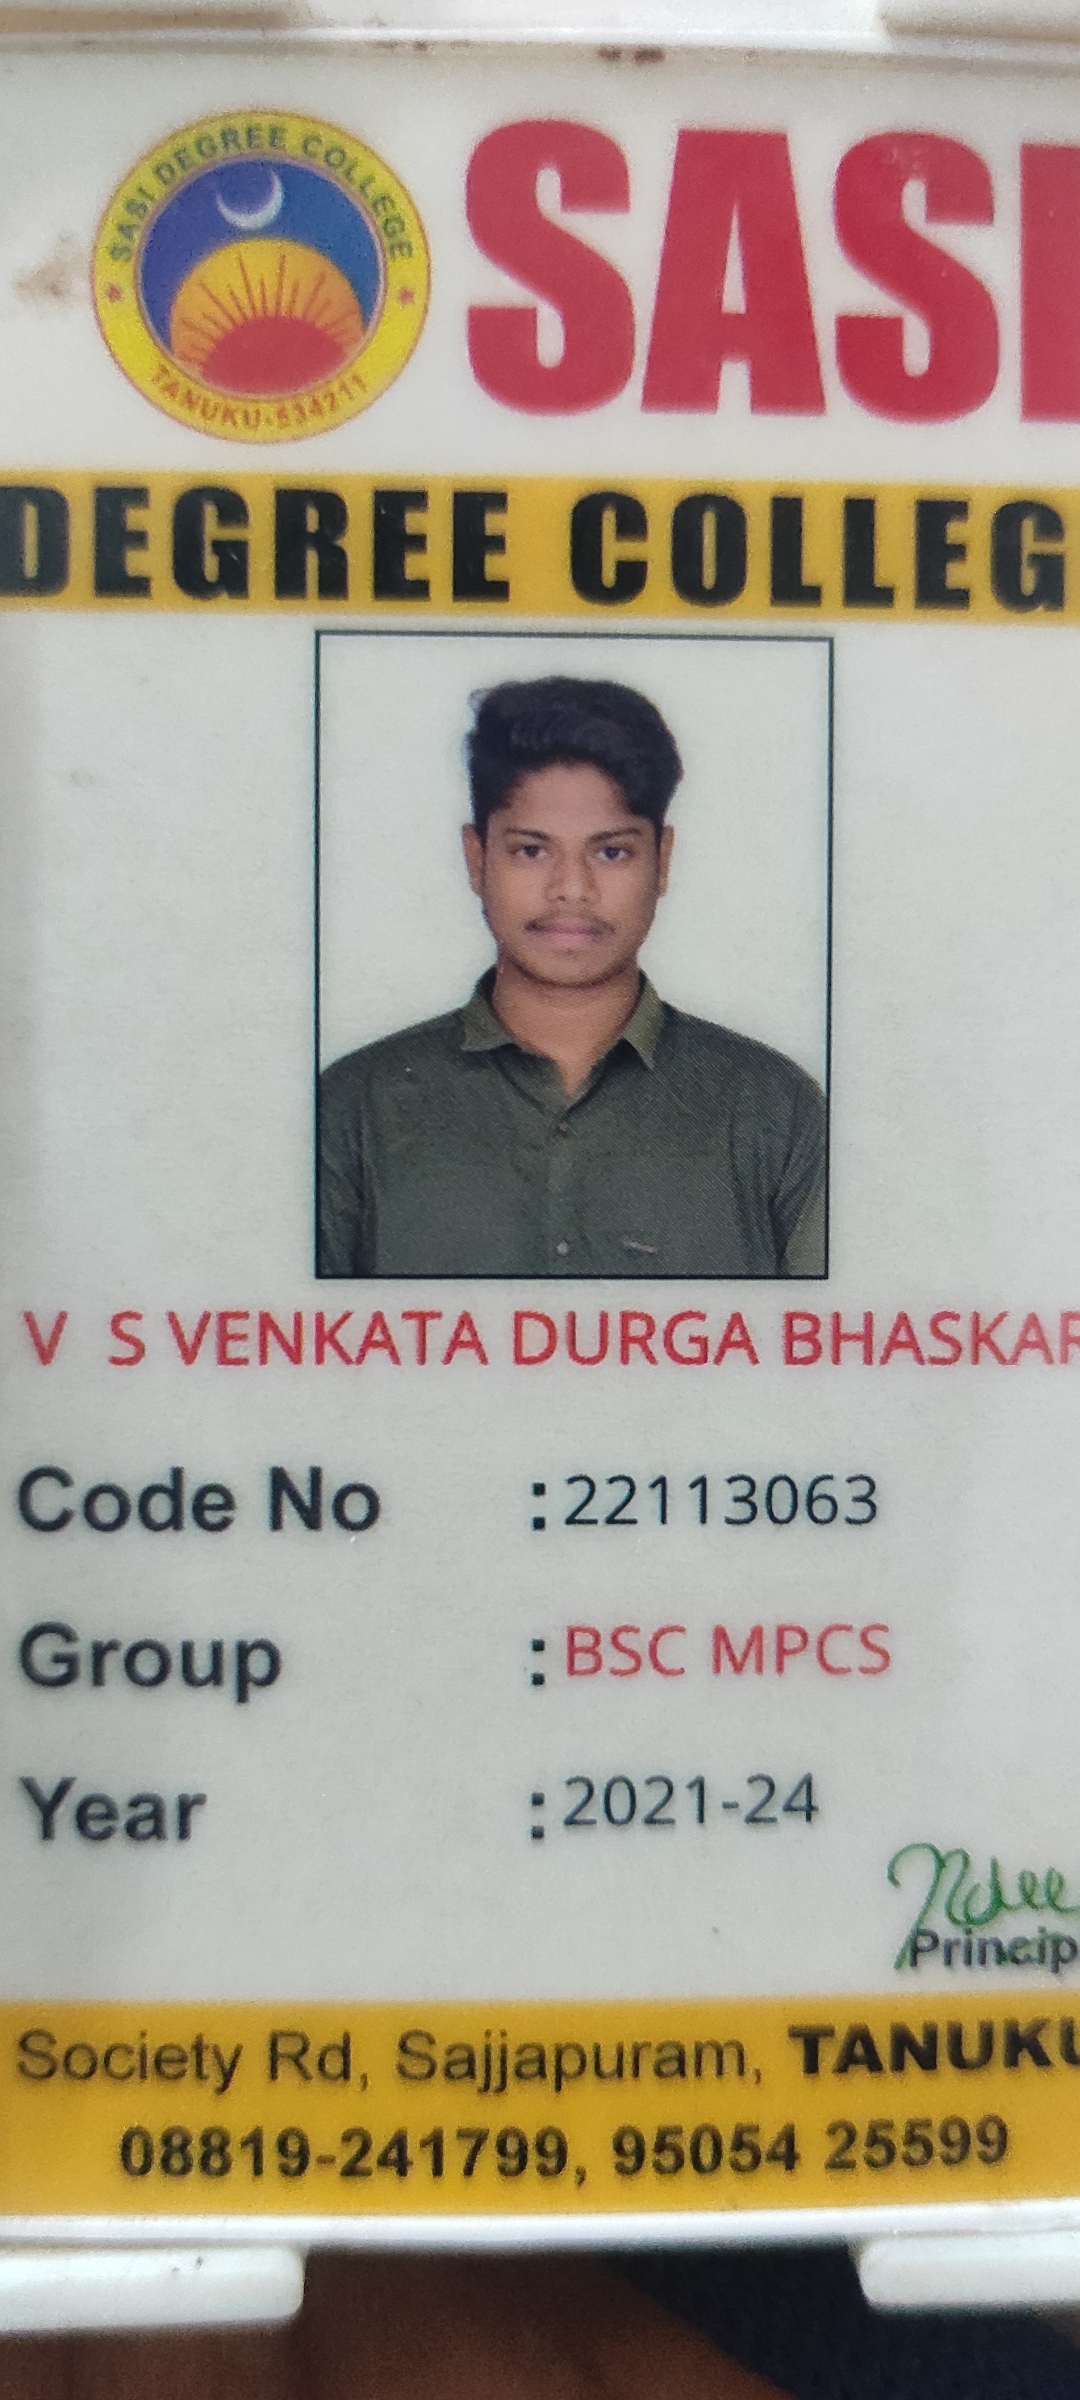 SASI DEGREE COLLEGE
TANUKU-534211
SASI
DEGREE COLLEG
V S VENKATA DURGA BHASKAR
Code No : 22113063
Group : BSC MPCS
Year : 2021-24
Princip
Society Rd, Sajjapuram, TANUKU
08819-241799, 95054 25599